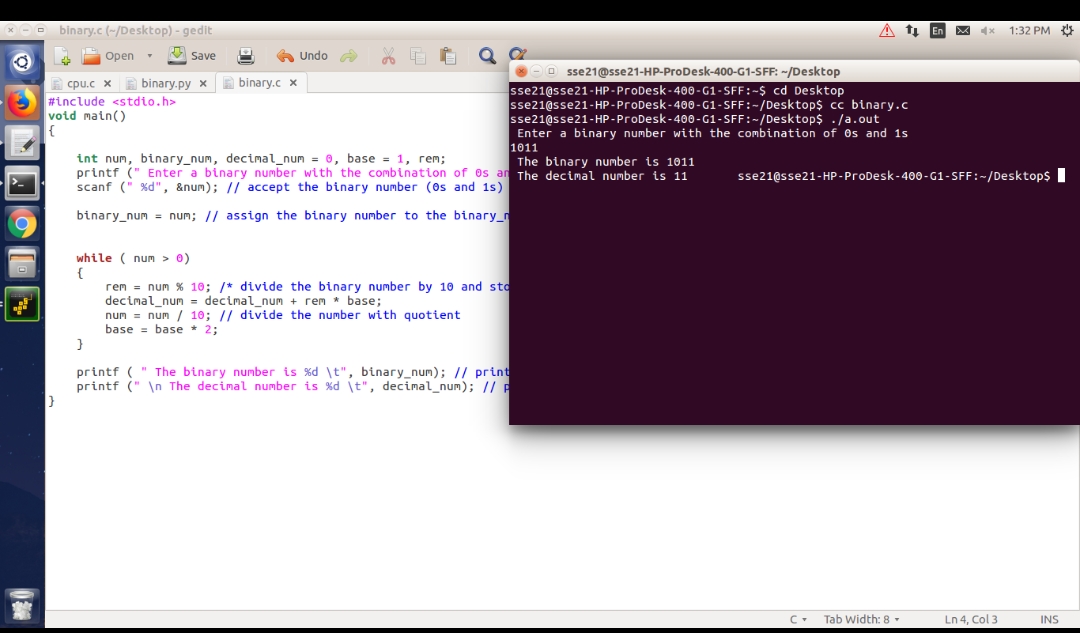 binary.c (~/Desktop) - gedit
En
1:32 PM
Open
Save
Undo
cpu.c
binary.py
binary.c
#include <stdio.h>
void main()
{
int num, binary_num, decimal_num = 0, base = 1, rem;
printf (" Enter a binary number with the combination of 0s an
scanf (" %d", &num); // accept the binary number (0s and 1s)
binary_num = num; // assign the binary number to the binary_n
while ( num > 0)
{
rem = num % 10; /* divide the binary number by 10 and sto
decimal_num = decimal_num + rem * base;
num = num / 10; // divide the number with quotient
base = base * 2;
}
printf ( " The binary number is %d \t", binary_num); // print
printf (" \n The decimal number is %d \t", decimal_num); // p
}
sse21@sse21-HP-ProDesk-400-G1-SFF: ~/Desktop
sse21@sse21-HP-ProDesk-400-G1-SFF:~$ cd Desktop
sse21@sse21-HP-ProDesk-400-G1-SFF:~/Desktop$ cc binary.c
sse21@sse21-HP-ProDesk-400-G1-SFF:~/Desktop$ ./a.out
Enter a binary number with the combination of 0s and 1s
1011
The binary number is 1011
The decimal number is 11 sse21@sse21-HP-ProDesk-400-G1-SFF:~/Desktop$
C
Tab Width: 8
Ln 4, Col 3
INS